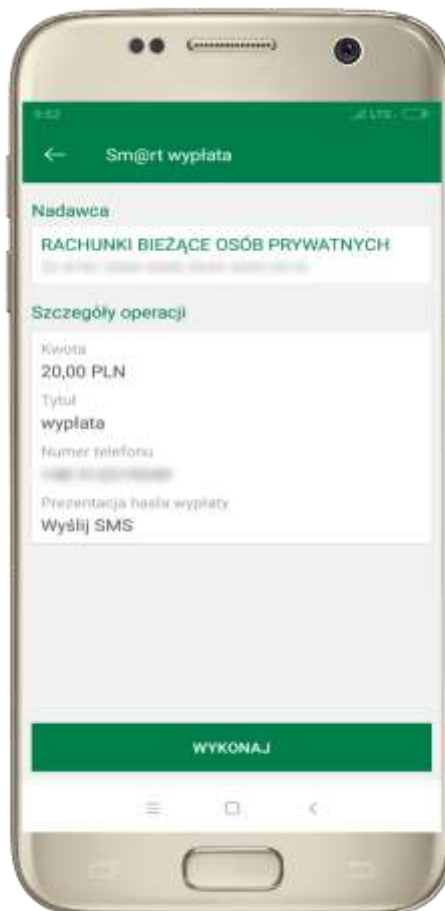 Sm@rt wypłata
Nadawca
RACHUNKI BIEŻĄCE OSÓB PRYWATNYCH
Szczegóły operacji
Kwota
20,00 PLN
Tytuł
wypłata
Numer telefonu
Prezentacja hasła wypłaty
Wyślij SMS
WYKONAJ